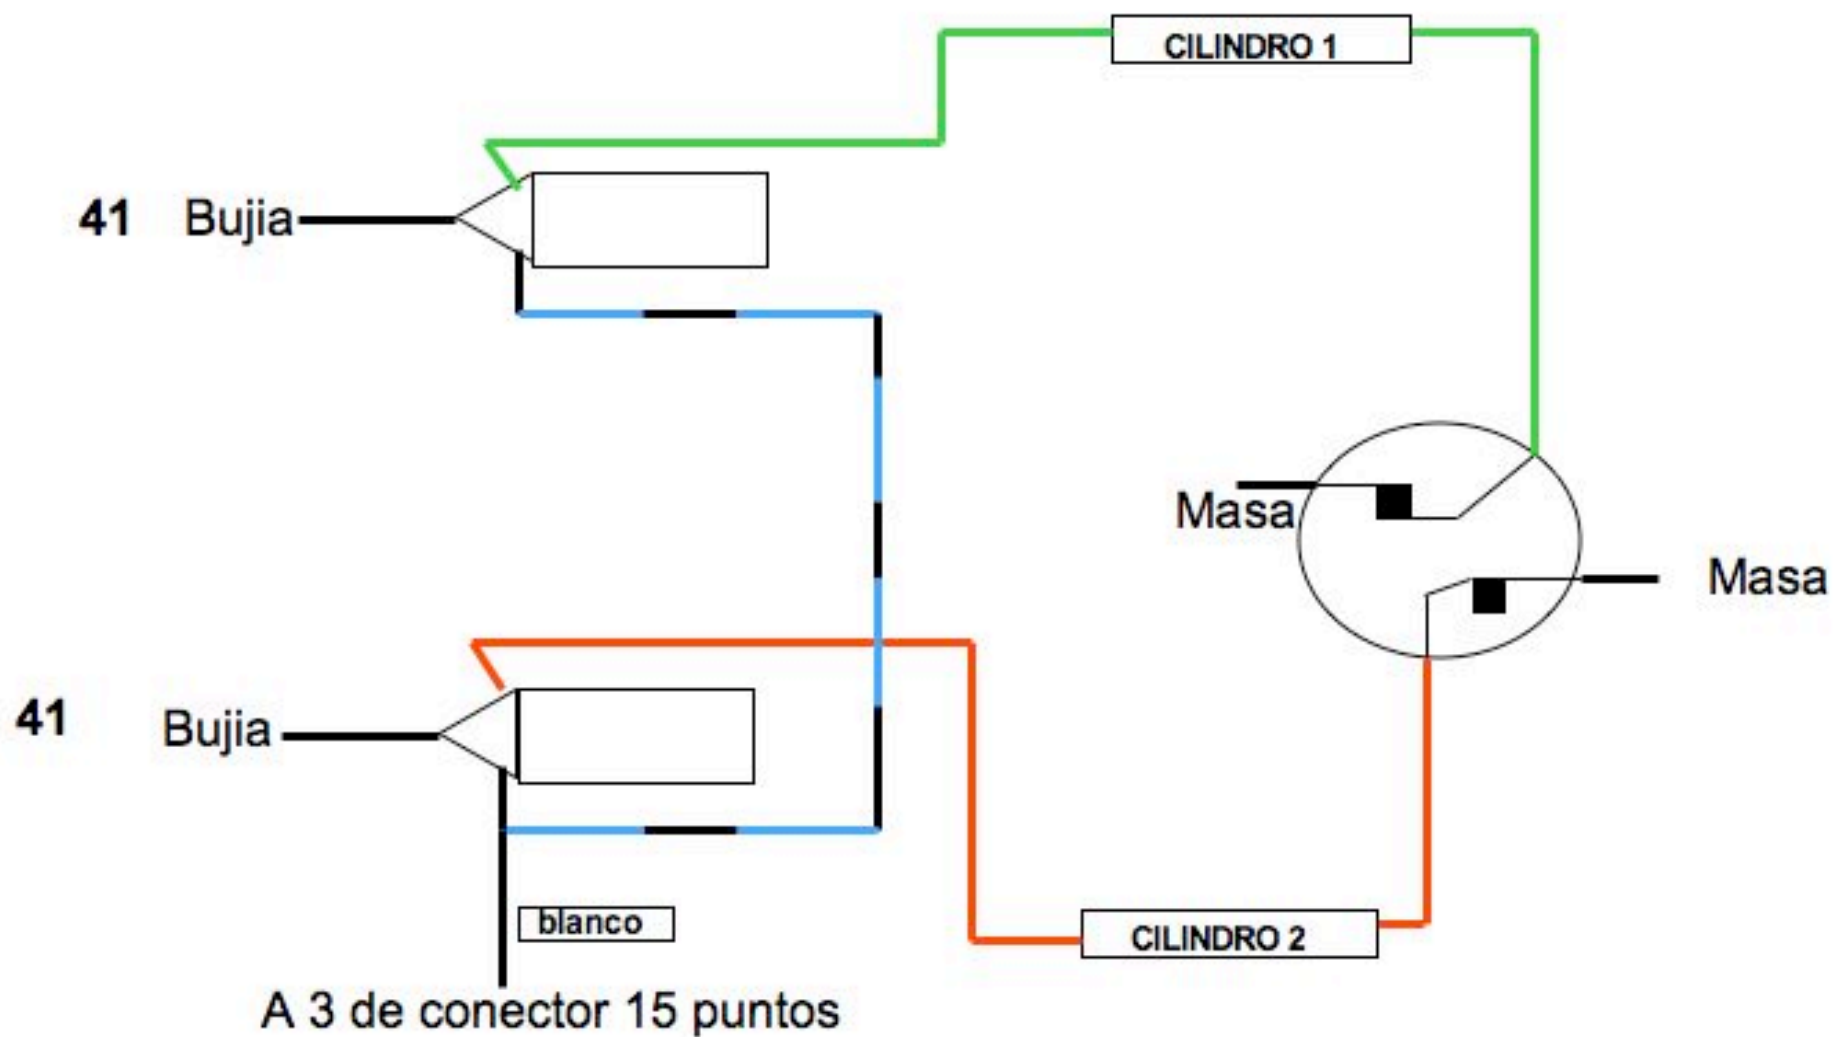 CILINDRO 1
41 Bujia
Masa
Masa
41 Bujia
blanco
CILINDRO 2
A 3 de conector 15 puntos